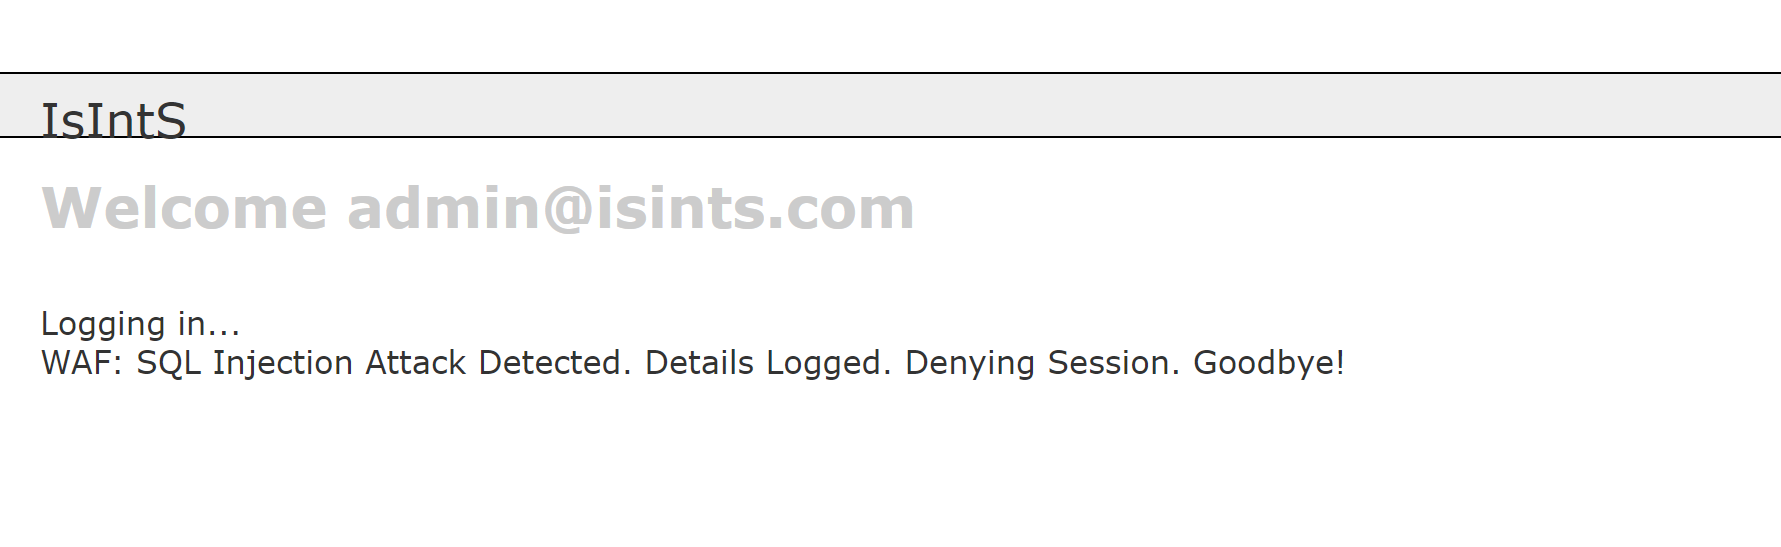 IsIntS
Welcome admin@isints.com
Logging in...
WAF: SQL Injection Attack Detected. Details Logged. Denying Session. Goodbye!